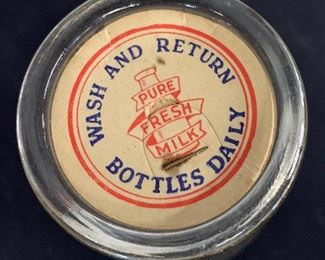 WASH AND RETURN
BOTTLES DAILY
PURE
FRESH
MILK